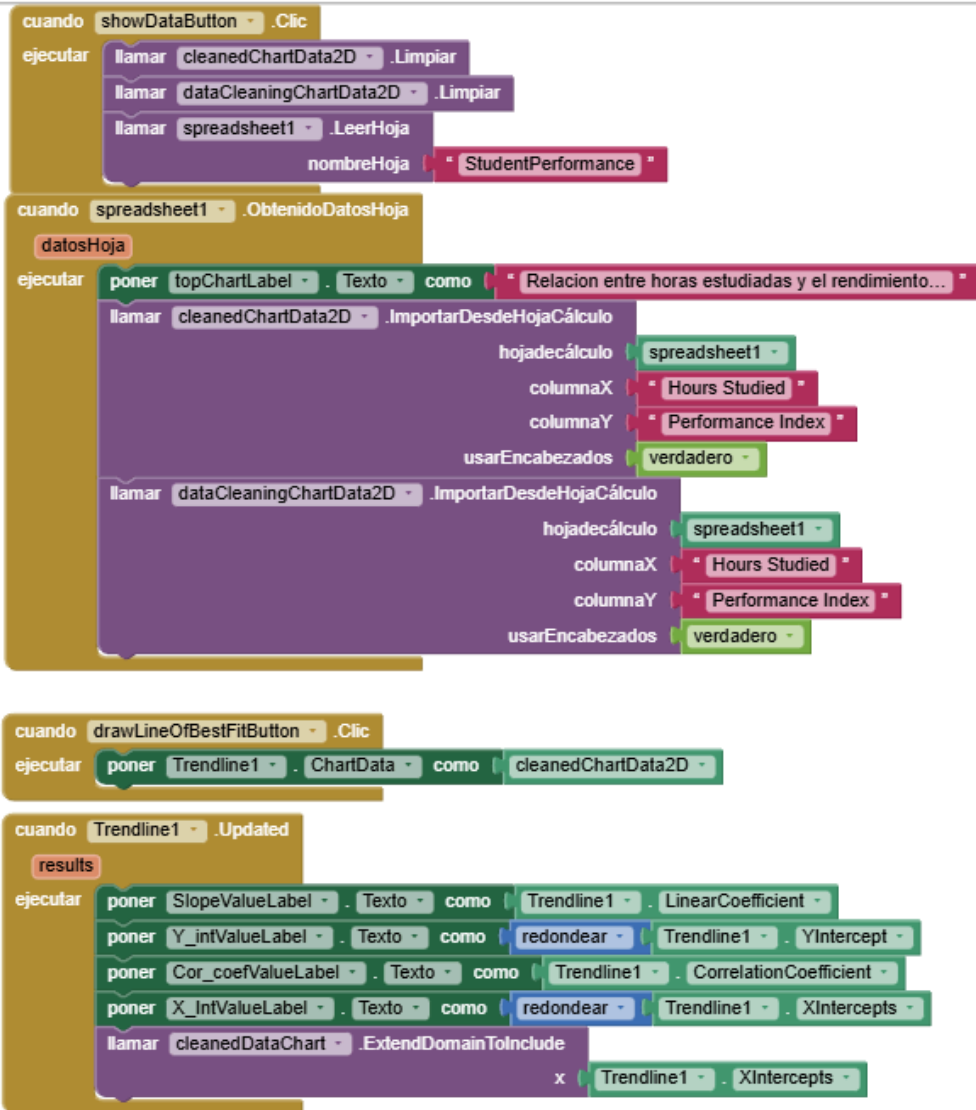 cuando showDataButton .Clic
ejecutar llamar cleanedChartData2D .Limpiar
llamar dataCleaningChartData2D .Limpiar
llamar spreadsheet1 .LeerHoja
nombreHoja " StudentPerformance "
cuando spreadsheet1 .ObtenidoDatosHoja
datosHoja
ejecutar poner topChartLabel . Texto como " Relacion entre horas estudiadas y el rendimiento... "
llamar cleanedChartData2D .ImportarDesdeHojaCálculo
hojadecálculo spreadsheet1
columnaX " Hours Studied "
columnaY " Performance Index "
usarEncabezados verdadero
llamar dataCleaningChartData2D .ImportarDesdeHojaCálculo
hojadecálculo spreadsheet1
columnaX " Hours Studied "
columnaY " Performance Index "
usarEncabezados verdadero
cuando drawLineOfBestFitButton .Clic
ejecutar poner Trendline1 . ChartData como cleanedChartData2D
cuando Trendline1 .Updated
results
ejecutar poner SlopeValueLabel . Texto como Trendline1 . LinearCoefficient
poner Y_intValueLabel . Texto como redondear Trendline1 . YIntercept
poner Cor_coefValueLabel . Texto como Trendline1 . CorrelationCoefficient
poner X_IntValueLabel . Texto como redondear Trendline1 . XIntercepts
llamar cleanedDataChart .ExtendDomainToInclude
x Trendline1 . XIntercepts